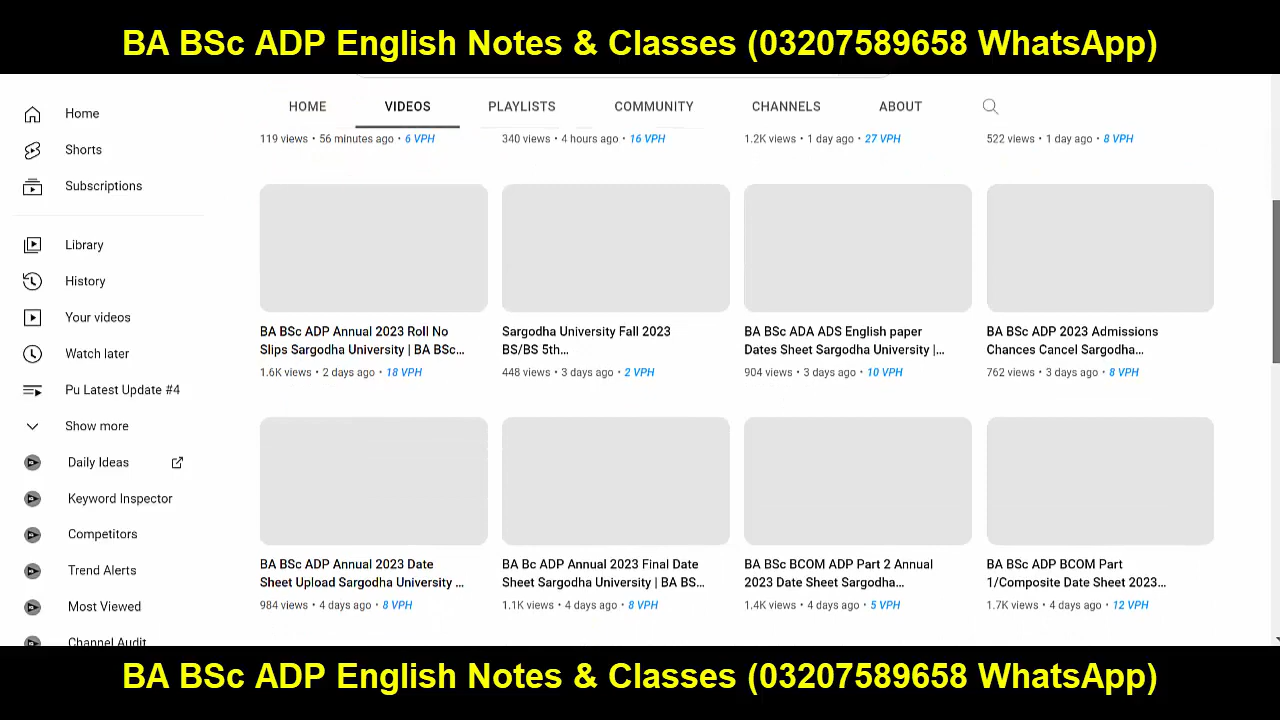 BA BSc ADP English Notes & Classes (03207589658 WhatsApp)
HOME VIDEOS PLAYLISTS COMMUNITY CHANNELS ABOUT
119 views • 56 minutes ago • 6 VPH
340 views • 4 hours ago • 16 VPH
1.2K views • 1 day ago • 27 VPH
522 views • 1 day ago • 8 VPH
Home
Shorts
Subscriptions
Library
History
Your videos
Watch later
Pu Latest Update #4
Show more
Daily Ideas
Keyword Inspector
Competitors
Trend Alerts
Most Viewed
Channel Audit
BA BSc ADP Annual 2023 Roll No
Slips Sargodha University | BA BSc...
1.6K views • 2 days ago • 18 VPH
Sargodha University Fall 2023
BS/BS 5th...
448 views • 3 days ago • 2 VPH
BA BSc ADA ADS English paper
Dates Sheet Sargodha University |...
904 views • 3 days ago • 10 VPH
BA BSc ADP 2023 Admissions
Chances Cancel Sargodha...
762 views • 3 days ago • 8 VPH
BA BSc ADP Annual 2023 Date
Sheet Upload Sargodha University ...
984 views • 4 days ago • 8 VPH
BA Bc ADP Annual 2023 Final Date
Sheet Sargodha University | BA BS...
1.1K views • 4 days ago • 8 VPH
BA BSC BCOM ADP Part 2 Annual
2023 Date Sheet Sargodha...
1.4K views • 4 days ago • 5 VPH
BA BSc ADP BCOM Part
1/Composite Date Sheet 2023...
1.7K views • 4 days ago • 12 VPH
BA BSc ADP English Notes & Classes (03207589658 WhatsApp)